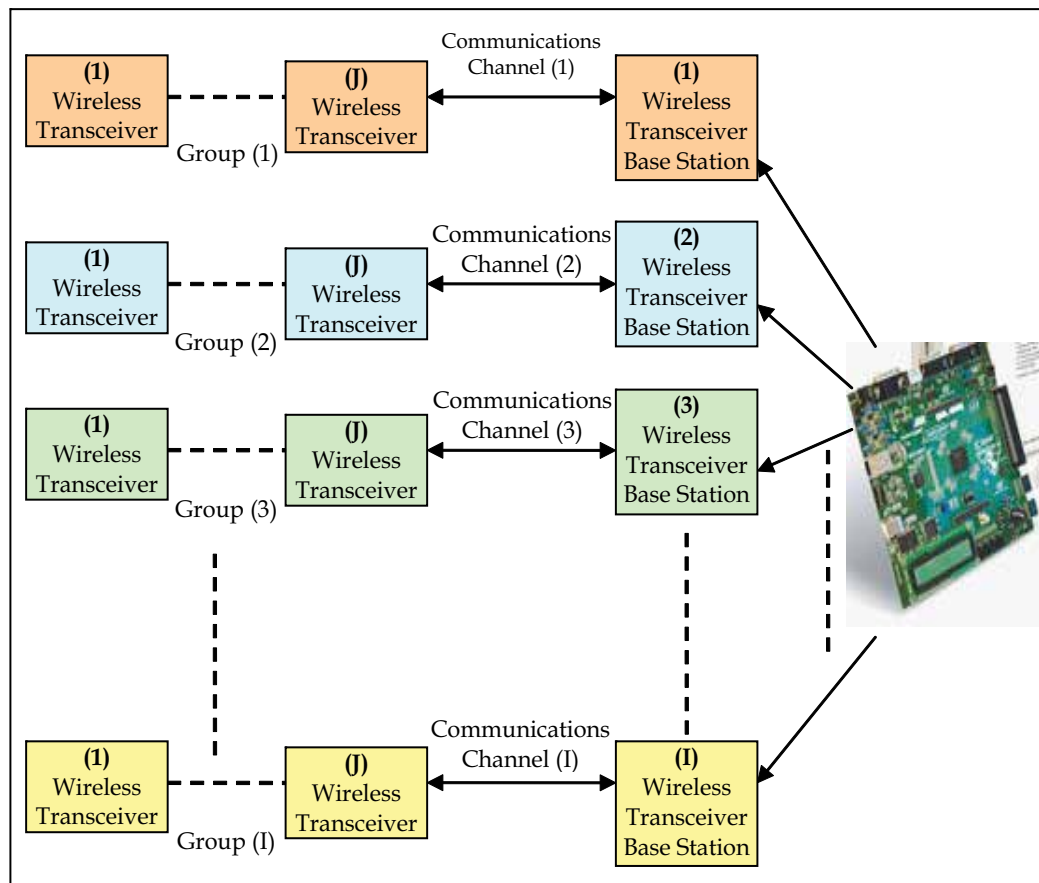 Communications
Channel (1)
(1)
Wireless
Transceiver
(J)
Wireless
Transceiver
(1)
Wireless
Transceiver
Base Station
Group (1)
Communications
Channel (2)
(1)
Wireless
Transceiver
(J)
Wireless
Transceiver
(2)
Wireless
Transceiver
Base Station
Group (2)
Communications
Channel (3)
(1)
Wireless
Transceiver
(J)
Wireless
Transceiver
(3)
Wireless
Transceiver
Base Station
Group (3)
Communications
Channel (I)
(1)
Wireless
Transceiver
(J)
Wireless
Transceiver
(I)
Wireless
Transceiver
Base Station
Group (I)